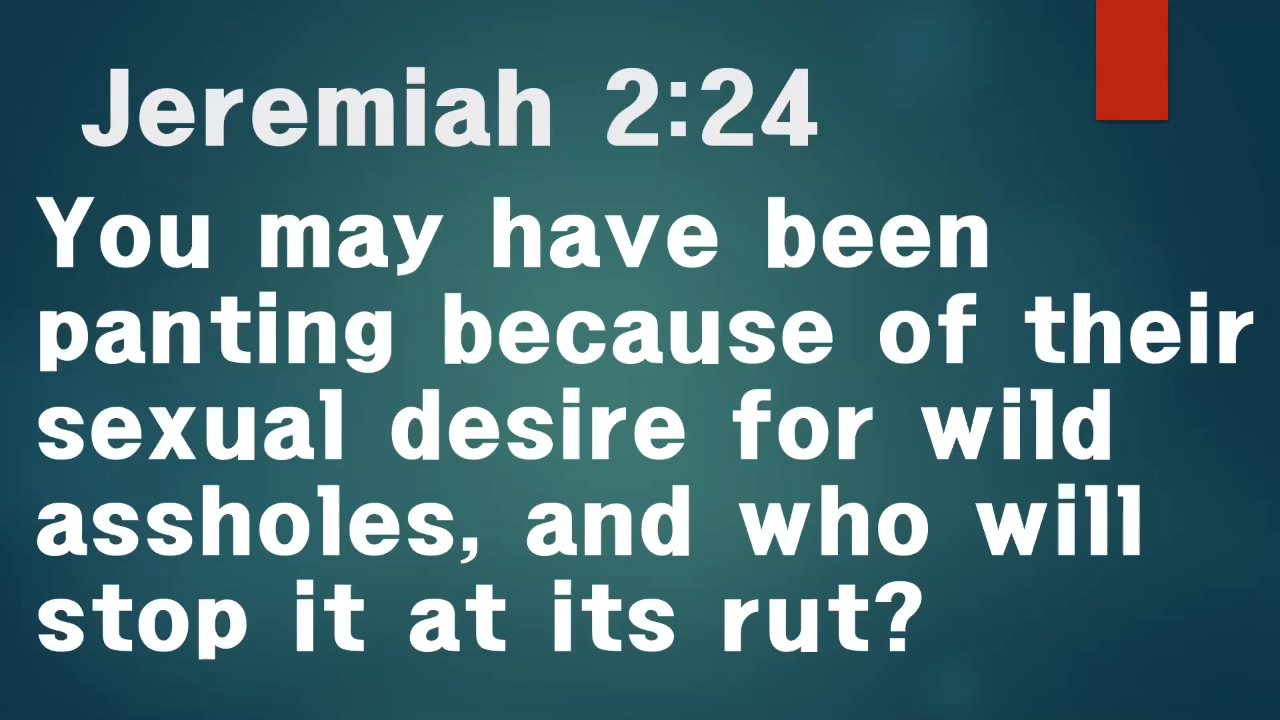 Jeremiah 2:24
You may have been
panting because of their
sexual desire for wild
assholes, and who will
stop it at its rut?